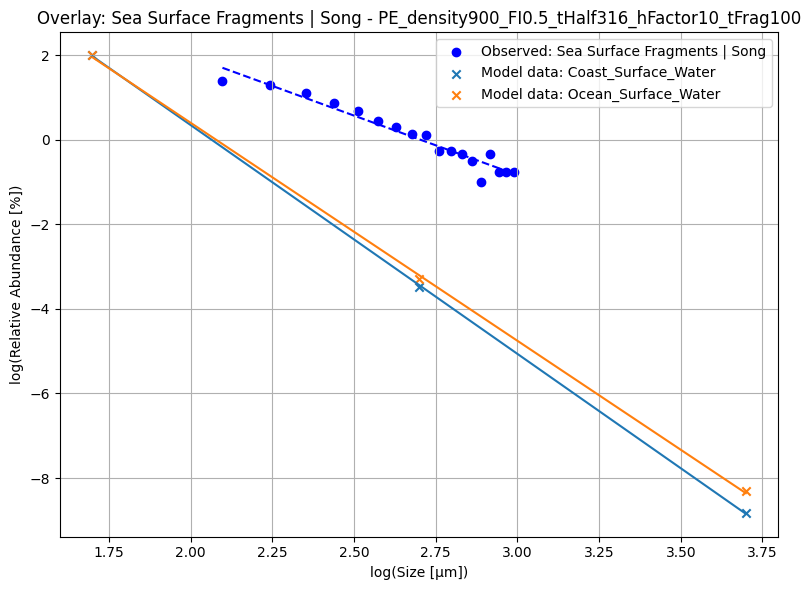 Overlay: Sea Surface Fragments | Song - PE_density900_FI0.5_tHalf316_hFactor10_tFrag100
Observed: Sea Surface Fragments | Song
Model data: Coast_Surface_Water
Model data: Ocean_Surface_Water
log(Relative Abundance [%])
2
0
−2
−4
−6
−8
1.75 2.00 2.25 2.50 2.75 3.00 3.25 3.50 3.75
log(Size [µm])